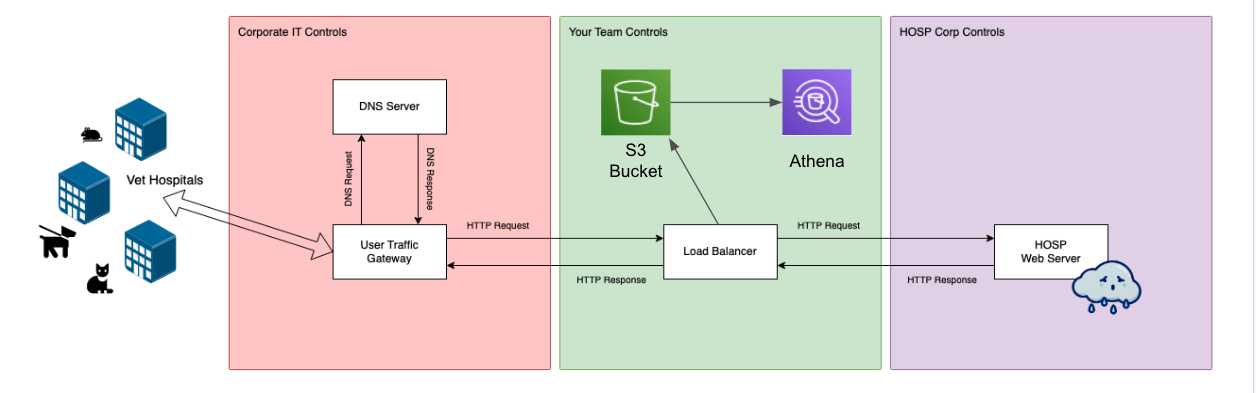 Corporate IT Controls
Your Team Controls
HOSP Corp Controls
DNS Server
S3
Bucket
Athena
Vet Hospitals
DNS Request
DNS Response
User Traffic
Gateway
HTTP Request
HTTP Response
Load Balancer
HTTP Request
HTTP Response
HOSP
Web Server